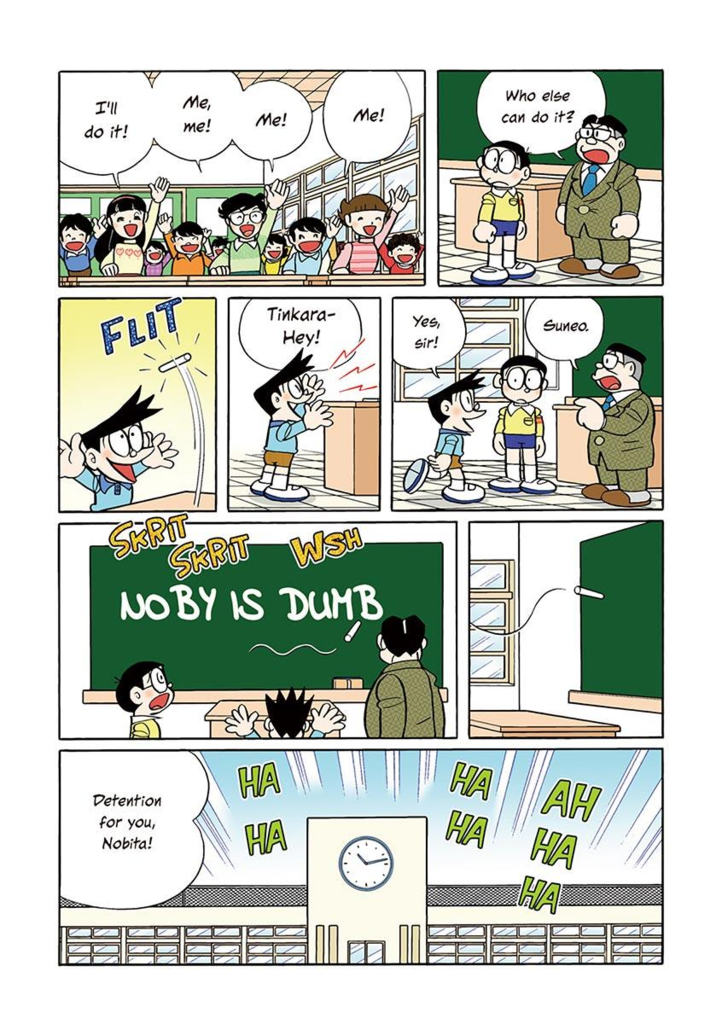 Who else
can do it?
Me!
Me!
Me,
me!
I'll
do it!
Suneo.
Yes,
sir!
Tinkara-
Hey!
FLIT
WSH
SKRIT
SKRIT
NOBY IS DUMB
AH
HA
HA
HA
HA
HA
HA
Detention
for you,
Nobita!